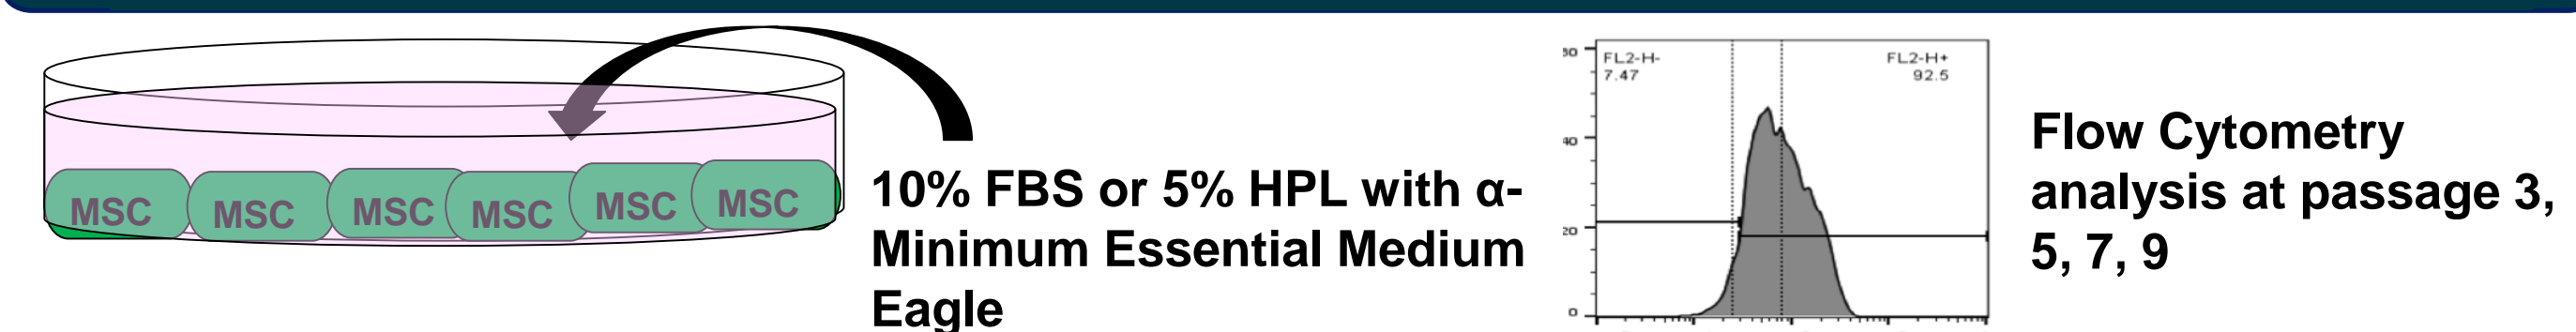 MSC MSC MSC MSC MSC MSC
10% FBS or 5% HPL with α-
Minimum Essential Medium
Eagle
FL2-H-
7.47
FL2-H+
92.5
40
20
0
Flow Cytometry
analysis at passage 3,
5, 7, 9